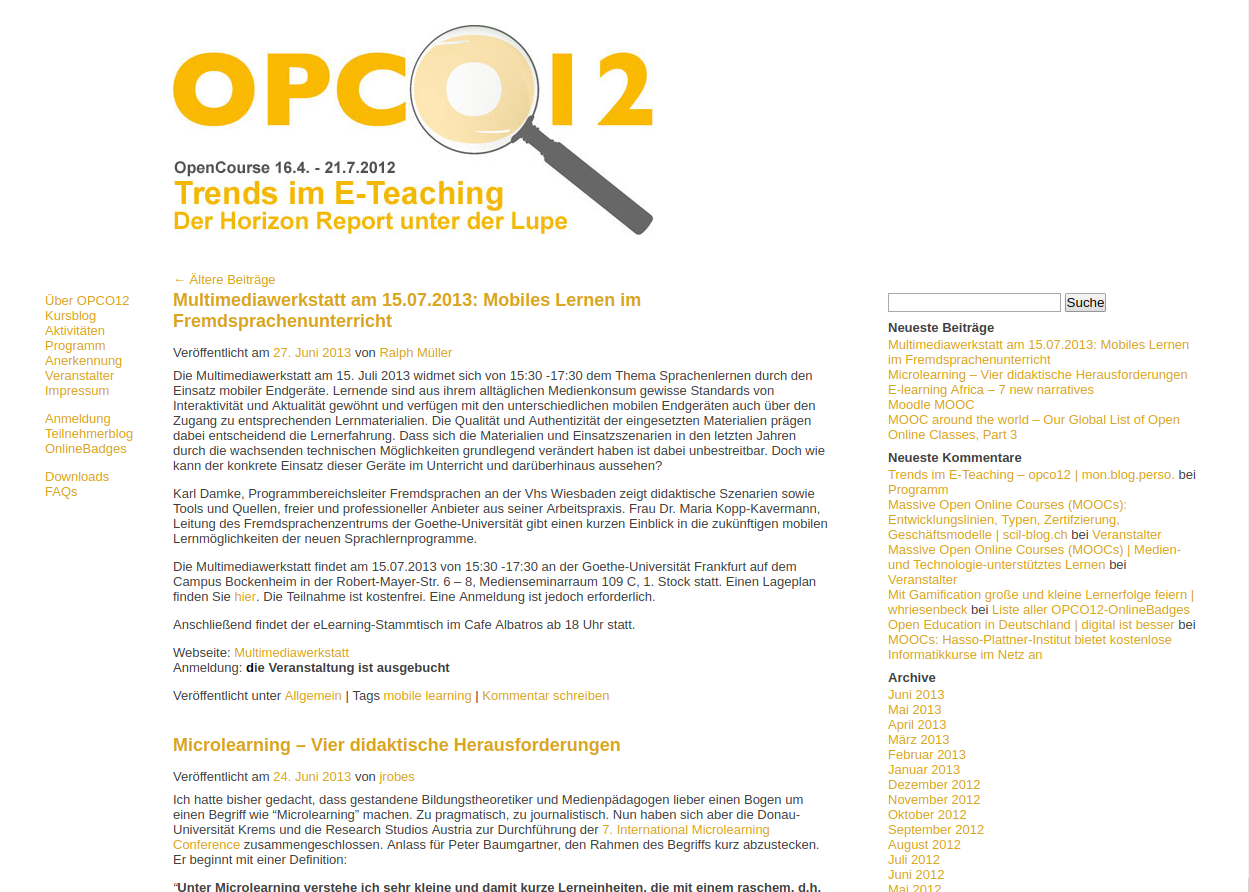 OPCO12
OpenCourse 16.4. - 21.7.2012
Trends im E-Teaching
Der Horizon Report unter der Lupe
Über OPCO12
Kursblog
Aktivitäten
Programm
Anerkennung
Veranstalter
Impressum
Anmeldung
Teilnehmerblog
OnlineBadges
Downloads
FAQs
← Ältere Beiträge
Multimediawerkstatt am 15.07.2013: Mobiles Lernen im
Fremdsprachenunterricht
Veröffentlicht am 27. Juni 2013 von Ralph Müller
Die Multimediawerkstatt am 15. Juli 2013 widmet sich von 15:30 -17:30 dem Thema Sprachenlernen durch den
Einsatz mobiler Endgeräte. Lernende sind aus ihrem alltäglichen Medienkonsum gewisse Standards von
Interaktivität und Aktualität gewöhnt und verfügen mit den unterschiedlichen mobilen Endgeräten auch über den
Zugang zu entsprechenden Lernmaterialien. Die Qualität und Authentizität der eingesetzten Materialien prägen
dabei entscheidend die Lernerfahrung. Dass sich die Materialien und Einsatzszenarien in den letzten Jahren
durch die wachsenden technischen Möglichkeiten grundlegend verändert haben ist dabei unbestreitbar. Doch wie
kann der konkrete Einsatz dieser Geräte im Unterricht und darüberhinaus aussehen?
Karl Damke, Programmbereichsleiter Fremdsprachen an der Vhs Wiesbaden zeigt didaktische Szenarien sowie
Tools und Quellen, freier und professioneller Anbieter aus seiner Arbeitspraxis. Frau Dr. Maria Kopp-Kavermann,
Leitung des Fremdsprachenzentrums der Goethe-Universität gibt einen kurzen Einblick in die zukünftigen mobilen
Lernmöglichkeiten der neuen Sprachlernprogramme.
Die Multimediawerkstatt findet am 15.07.2013 von 15:30 -17:30 an der Goethe-Universität Frankfurt auf dem
Campus Bockenheim in der Robert-Mayer-Str. 6 – 8, Medienseminarraum 109 C, 1. Stock statt. Einen Lageplan
finden Sie hier. Die Teilnahme ist kostenfrei. Eine Anmeldung ist jedoch erforderlich.
Anschließend findet der eLearning-Stammtisch im Cafe Albatros ab 18 Uhr statt.
Webseite: Multimediawerkstatt
Anmeldung: die Veranstaltung ist ausgebucht
Veröffentlicht unter Allgemein | Tags mobile learning | Kommentar schreiben
Microlearning – Vier didaktische Herausforderungen
Veröffentlicht am 24. Juni 2013 von jrobes
Ich hatte bisher gedacht, dass gestandene Bildungstheoretiker und Medienpädagogen lieber einen Bogen um
einen Begriff wie “Microlearning” machen. Zu pragmatisch, zu journalistisch. Nun haben sich aber die Donau-
Universität Krems und die Research Studios Austria zur Durchführung der 7. International Microlearning
Conference zusammengeschlossen. Anlass für Peter Baumgartner, den Rahmen des Begriffs kurz abzustecken.
Er beginnt mit einer Definition:
“Unter Microlearning verstehe ich sehr kleine und damit kurze Lerneinheiten, die mit einem raschem, d.h.
Suche
Neueste Beiträge
Multimediawerkstatt am 15.07.2013: Mobiles Lernen
im Fremdsprachenunterricht
Microlearning – Vier didaktische Herausforderungen
E-learning Africa – 7 new narratives
Moodle MOOC
MOOC around the world – Our Global List of Open
Online Classes, Part 3
Neueste Kommentare
Trends im E-Teaching – opco12 | mon.blog.perso. bei
Programm
Massive Open Online Courses (MOOCs):
Entwicklungslinien, Typen, Zertifzierung,
Geschäftsmodelle | scil-blog.ch bei Veranstalter
Massive Open Online Courses (MOOCs) | Medien-
und Technologie-unterstütztes Lernen bei
Veranstalter
Mit Gamification große und kleine Lernerfolge feiern |
whriesenbeck bei Liste aller OPCO12-OnlineBadges
Open Education in Deutschland | digital ist besser bei
MOOCs: Hasso-Plattner-Institut bietet kostenlose
Informatikkurse im Netz an
Archive
Juni 2013
Mai 2013
April 2013
März 2013
Februar 2013
Januar 2013
Dezember 2012
November 2012
Oktober 2012
September 2012
August 2012
Juli 2012
Juni 2012
Mai 2012